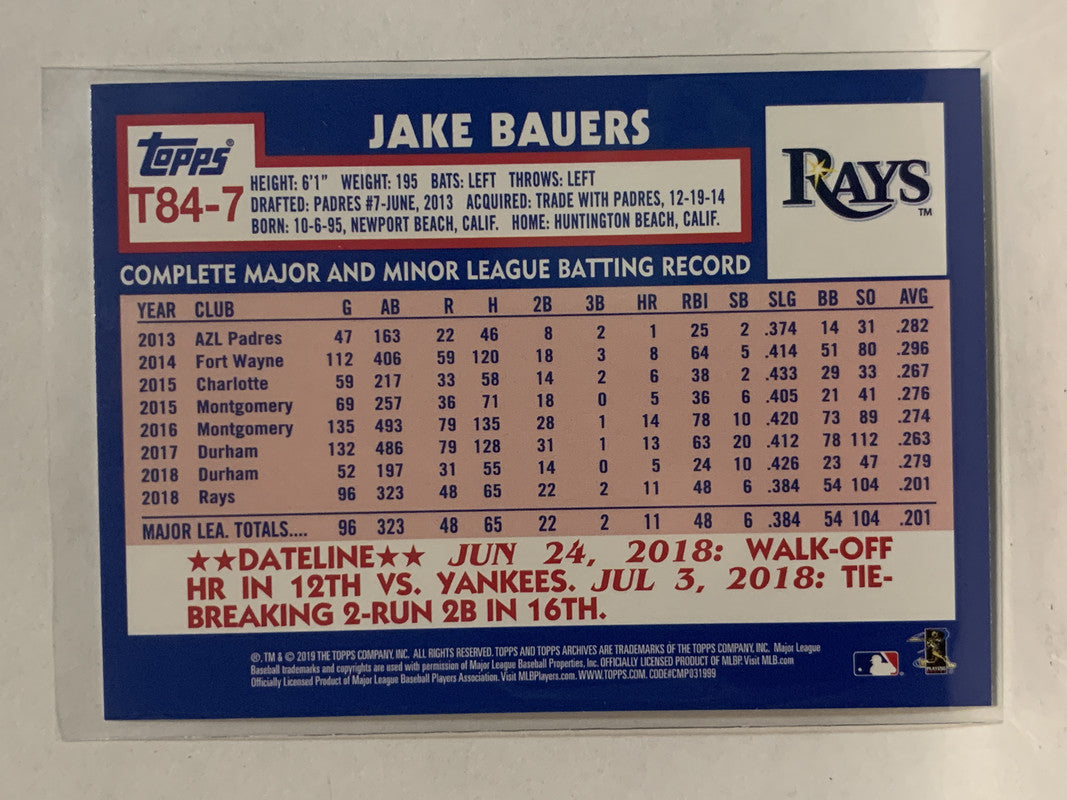 JAKE BAUERS
TOPPS®
T84-7
HEIGHT: 6'1" WEIGHT: 195 BATS: LEFT THROWS: LEFT
DRAFTED: PADRES #7-JUNE, 2013 ACQUIRED: TRADE WITH PADRES, 12-19-14
BORN: 10-6-95, NEWPORT BEACH, CALIF. HOME: HUNTINGTON BEACH, CALIF.
RAYS™
COMPLETE MAJOR AND MINOR LEAGUE BATTING RECORD
YEAR CLUB G AB R H 2B 3B HR RBI SB SLG BB SO AVG
2013 AZL Padres 47 163 22 46 8 2 1 25 2 .374 14 31 .282
2014 Fort Wayne 112 406 59 120 18 3 8 64 5 .414 51 80 .296
2015 Charlotte 59 217 33 58 14 2 6 38 2 .433 29 33 .267
2015 Montgomery 69 257 36 71 18 0 5 36 6 .405 21 41 .276
2016 Montgomery 135 493 79 135 28 1 14 78 10 .420 73 89 .274
2017 Durham 132 486 79 128 31 1 13 63 20 .412 78 112 .263
2018 Durham 52 197 31 55 14 0 5 24 10 .426 23 47 .279
2018 Rays 96 323 48 65 22 2 11 48 6 .384 54 104 .201
MAJOR LEA. TOTALS.... 96 323 48 65 22 2 11 48 6 .384 54 104 .201
★★DATELINE★★ JUN 24, 2018: WALK-OFF
HR IN 12TH VS. YANKEES. JUL 3, 2018: TIE-
BREAKING 2-RUN 2B IN 16TH.
®, TM & © 2019 THE TOPPS COMPANY, INC. ALL RIGHTS RESERVED. TOPPS AND TOPPS ARCHIVES ARE TRADEMARKS OF THE TOPPS COMPANY, INC. Major League
Baseball trademarks and copyrights are used with permission of Major League Baseball Properties, Inc. OFFICIALLY LICENSED PRODUCT OF MLBP. Visit MLB.com
Officially Licensed Product of Major League Baseball Players Association. Visit MLBPlayers.com. WWW.TOPPS.COM. CODE#CMP031999